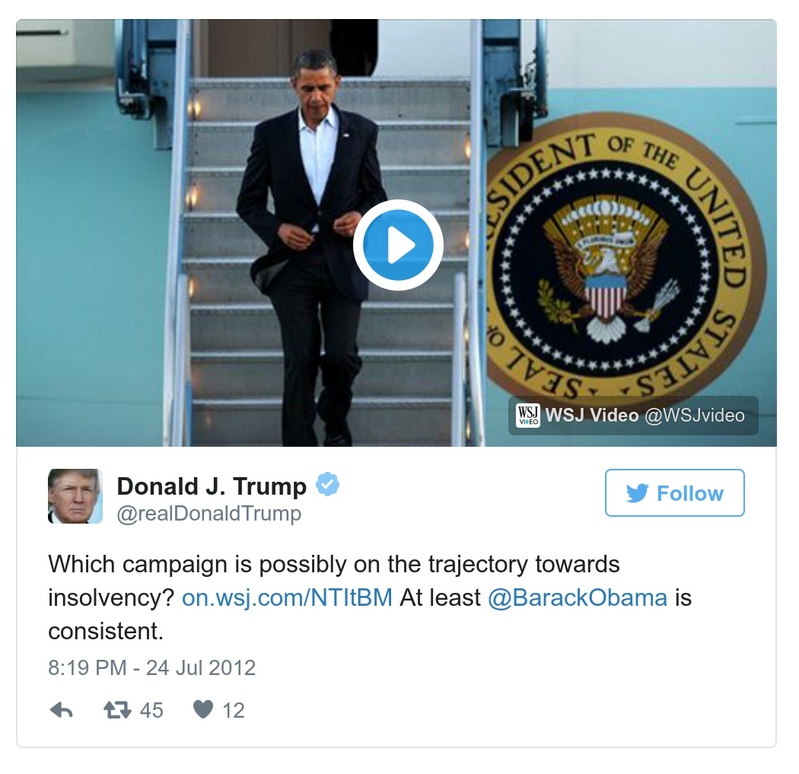 SEAL OF THE PRESIDENT OF THE UNITED STATES
E PLURIBUS UNUM
WSJ VIDEO WSJ Video @WSJvideo
Donald J. Trump
@realDonaldTrump
Follow
Which campaign is possibly on the trajectory towards
insolvency? on.wsj.com/NTItBM At least @BarackObama is
consistent.
8:19 PM - 24 Jul 2012
45 12